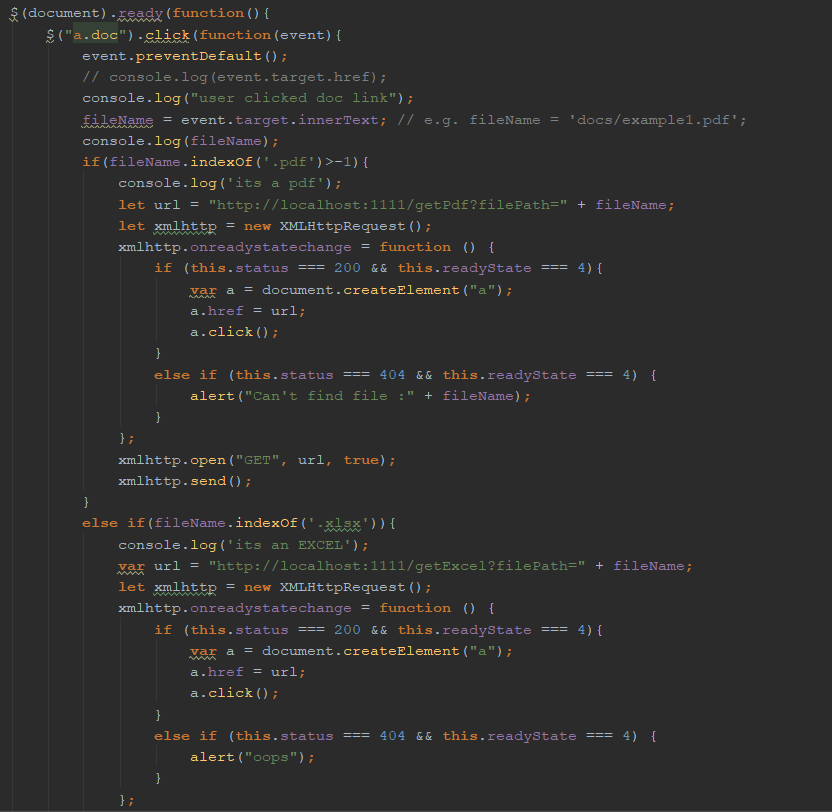 $(document).ready(function(){
    $("a.doc").click(function(event){
        event.preventDefault();
        // console.log(event.target.href);
        console.log("user clicked doc link");
        fileName = event.target.innerText; // e.g. fileName = 'docs/example1.pdf';
        console.log(fileName);
        if(fileName.indexOf('.pdf')>-1){
            console.log('its a pdf');
            let url = "http://localhost:1111/getPdf?filePath=" + fileName;
            let xmlhttp = new XMLHttpRequest();
            xmlhttp.onreadystatechange = function () {
                if (this.status === 200 && this.readyState === 4){
                    var a = document.createElement("a");
                    a.href = url;
                    a.click();
                }
                else if (this.status === 404 && this.readyState === 4) {
                    alert("Can't find file :" + fileName);
                }
            };
            xmlhttp.open("GET", url, true);
            xmlhttp.send();
        }
        else if(fileName.indexOf('.xlsx')){
            console.log('its an EXCEL');
            var url = "http://localhost:1111/getExcel?filePath=" + fileName;
            let xmlhttp = new XMLHttpRequest();
            xmlhttp.onreadystatechange = function () {
                if (this.status === 200 && this.readyState === 4){
                    var a = document.createElement("a");
                    a.href = url;
                    a.click();
                }
                else if (this.status === 404 && this.readyState === 4) {
                    alert("oops");
                }
            };